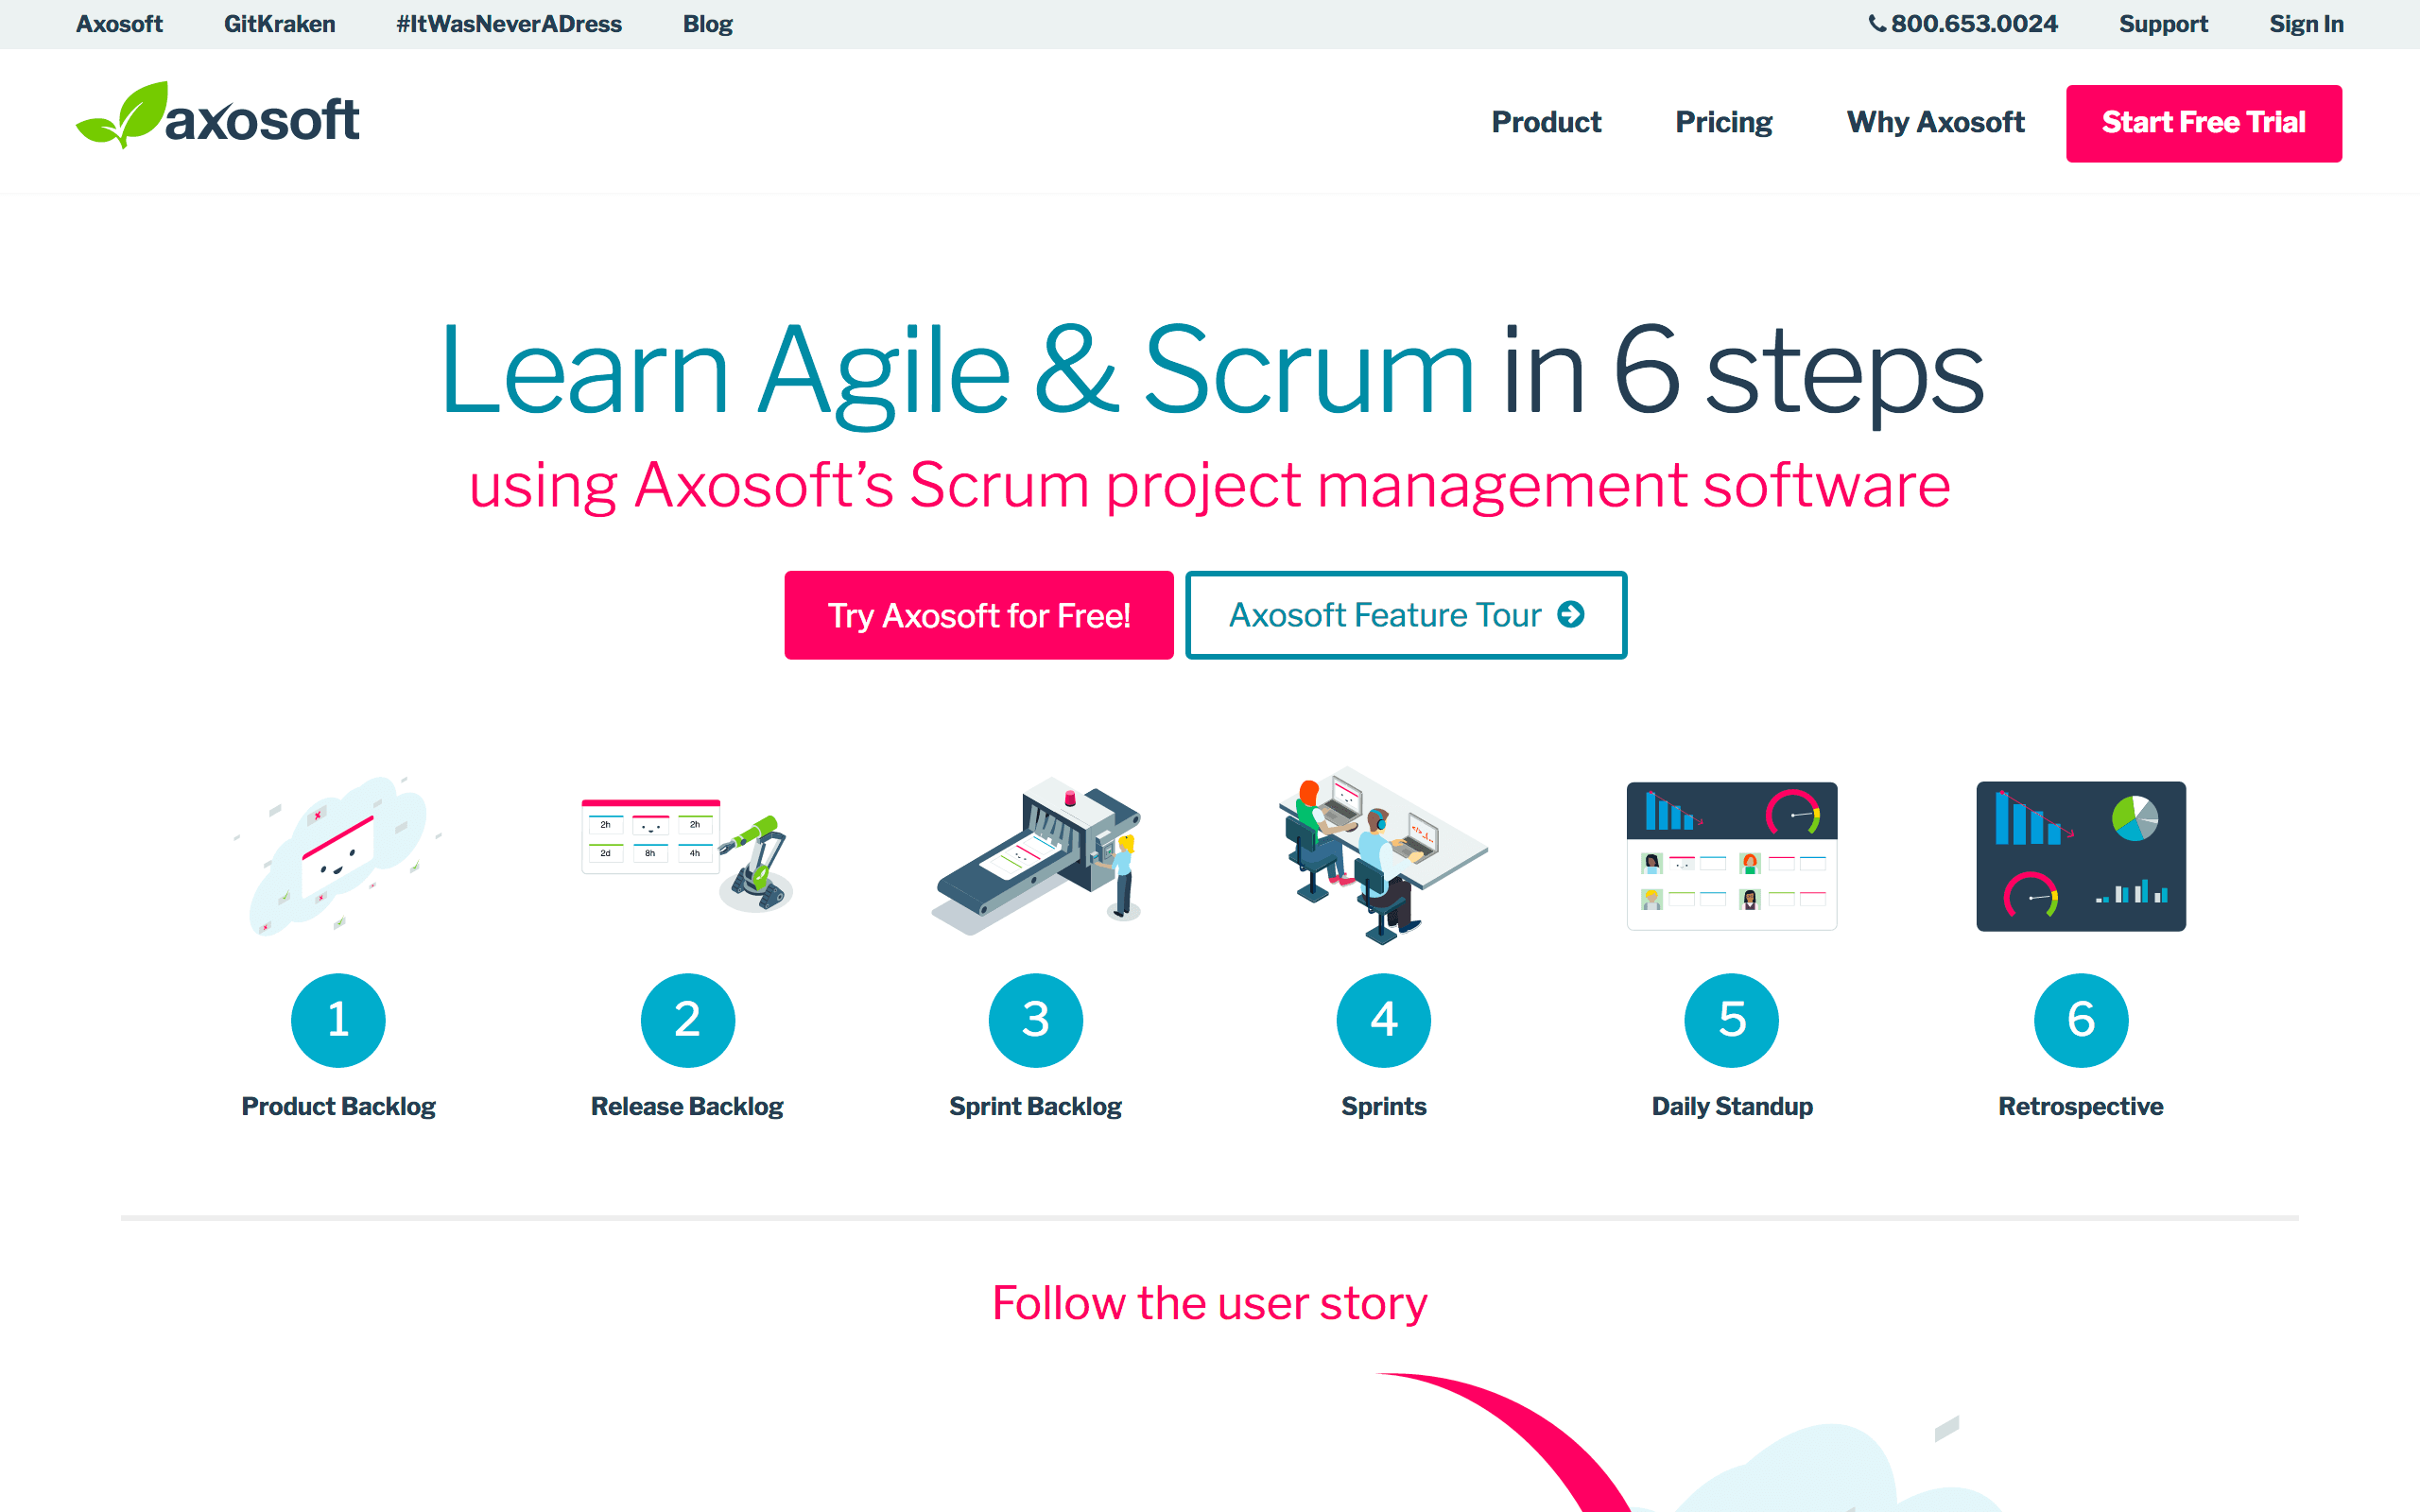 Axosoft GitKraken #ItWasNeverADress Blog 800.653.0024 Support Sign In
axosoft Product Pricing Why Axosoft Start Free Trial
Learn Agile & Scrum in 6 steps
using Axosoft’s Scrum project management software
Try Axosoft for Free! Axosoft Feature Tour
2h 2h
2d 8h 4h
1 2 3 4 5 6
Product Backlog Release Backlog Sprint Backlog Sprints Daily Standup Retrospective
Follow the user story